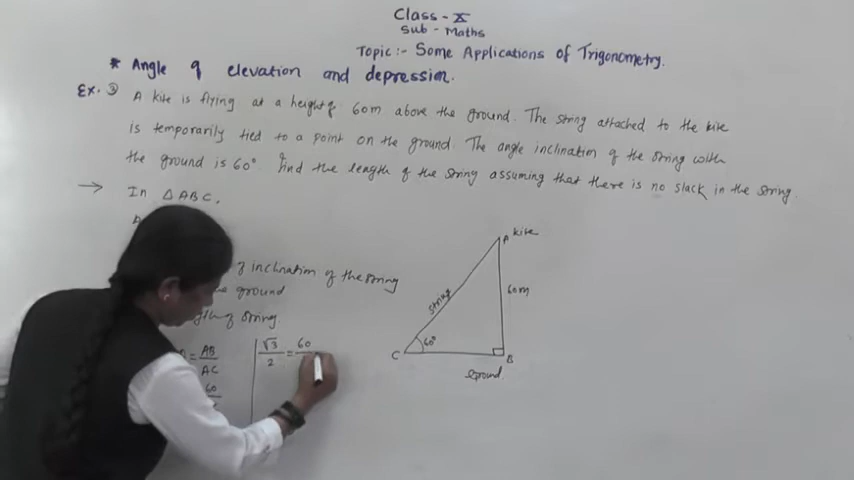 Class - X
Sub - Maths
Topic :- Some Applications of Trigonometry.
* Angle of elevation and depression.
Ex. ③ A kite is flying at a height of 60m above the ground. The string attached to the kite
is temporarily tied to a point on the ground. The angle inclination of the string with
the ground is 60°. find the length of the string assuming that there is no slack in the string.
→ In △ABC,
of inclination of the string
ground
length of string.
= AB/AC
60
√3/2 = 60
A kite
string
60m
60°
C
B
Ground